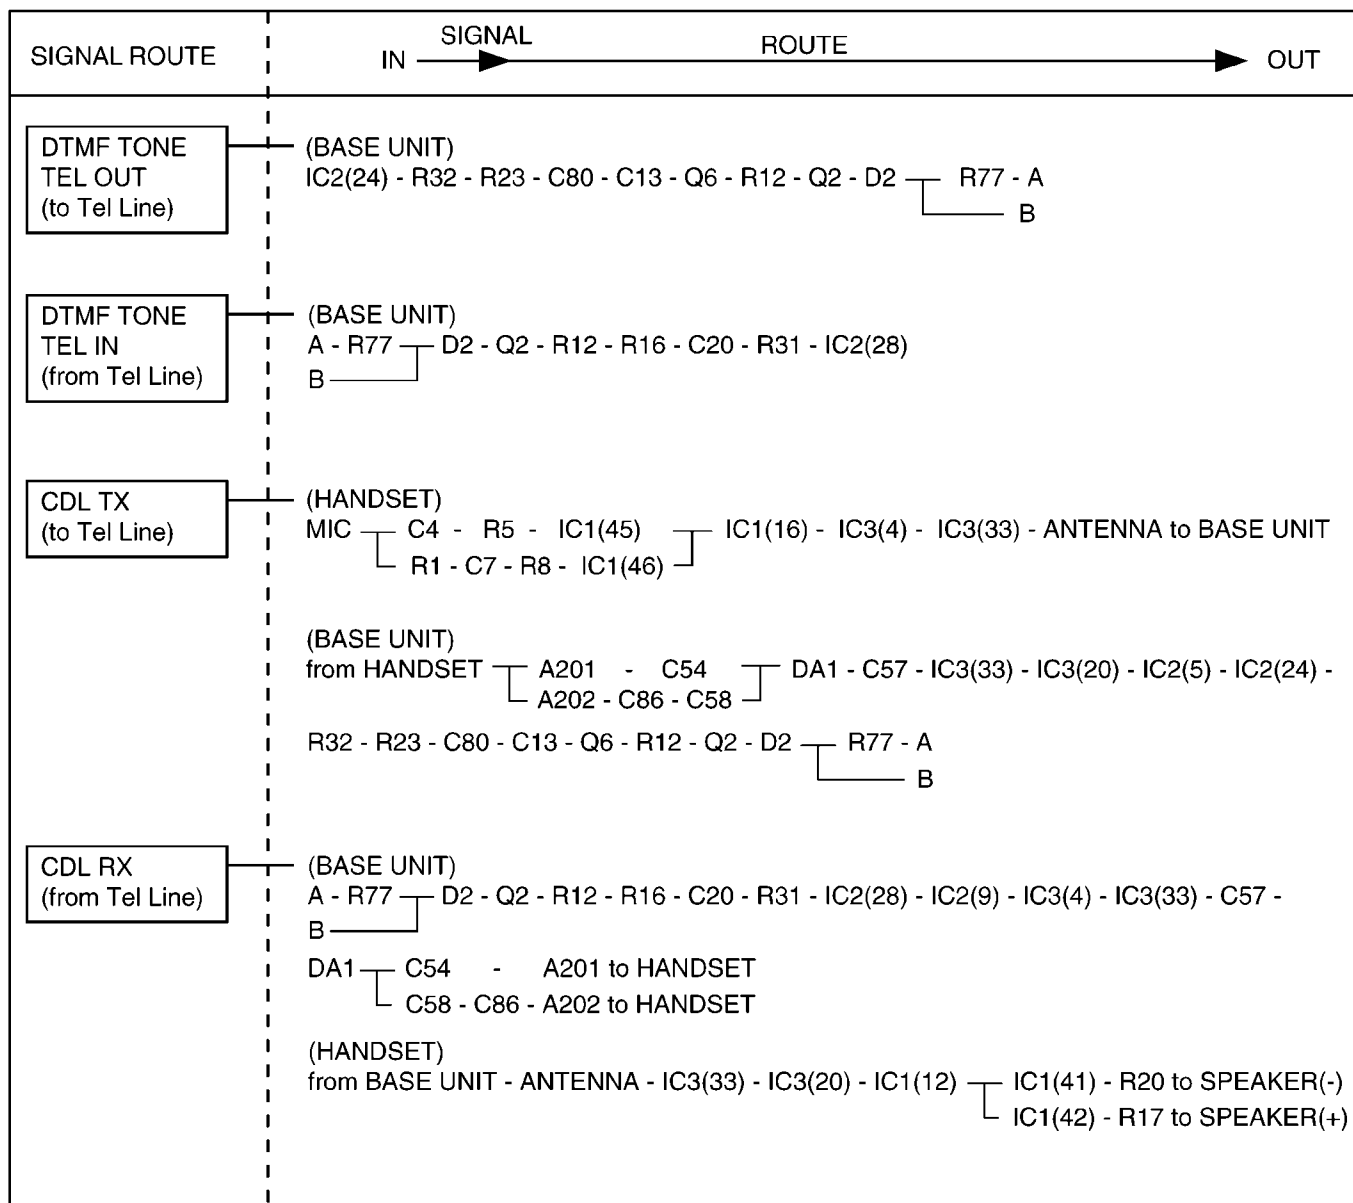 SIGNAL ROUTE
IN SIGNAL ROUTE OUT
DTMF TONE
TEL OUT
(to Tel Line)
(BASE UNIT)
IC2(24) - R32 - R23 - C80 - C13 - Q6 - R12 - Q2 - D2 R77 - A
B
DTMF TONE
TEL IN
(from Tel Line)
(BASE UNIT)
A - R77 D2 - Q2 - R12 - R16 - C20 - R31 - IC2(28)
B
CDL TX
(to Tel Line)
(HANDSET)
MIC C4 - R5 - IC1(45) IC1(16) - IC3(4) - IC3(33) - ANTENNA to BASE UNIT
R1 - C7 - R8 - IC1(46)
(BASE UNIT)
from HANDSET A201 - C54 DA1 - C57 - IC3(33) - IC3(20) - IC2(5) - IC2(24) -
A202 - C86 - C58
R32 - R23 - C80 - C13 - Q6 - R12 - Q2 - D2 R77 - A
B
CDL RX
(from Tel Line)
(BASE UNIT)
A - R77 D2 - Q2 - R12 - R16 - C20 - R31 - IC2(28) - IC2(9) - IC3(4) - IC3(33) - C57 -
B
DA1 C54 - A201 to HANDSET
C58 - C86 - A202 to HANDSET
(HANDSET)
from BASE UNIT - ANTENNA - IC3(33) - IC3(20) - IC1(12) IC1(41) - R20 to SPEAKER(-)
IC1(42) - R17 to SPEAKER(+)